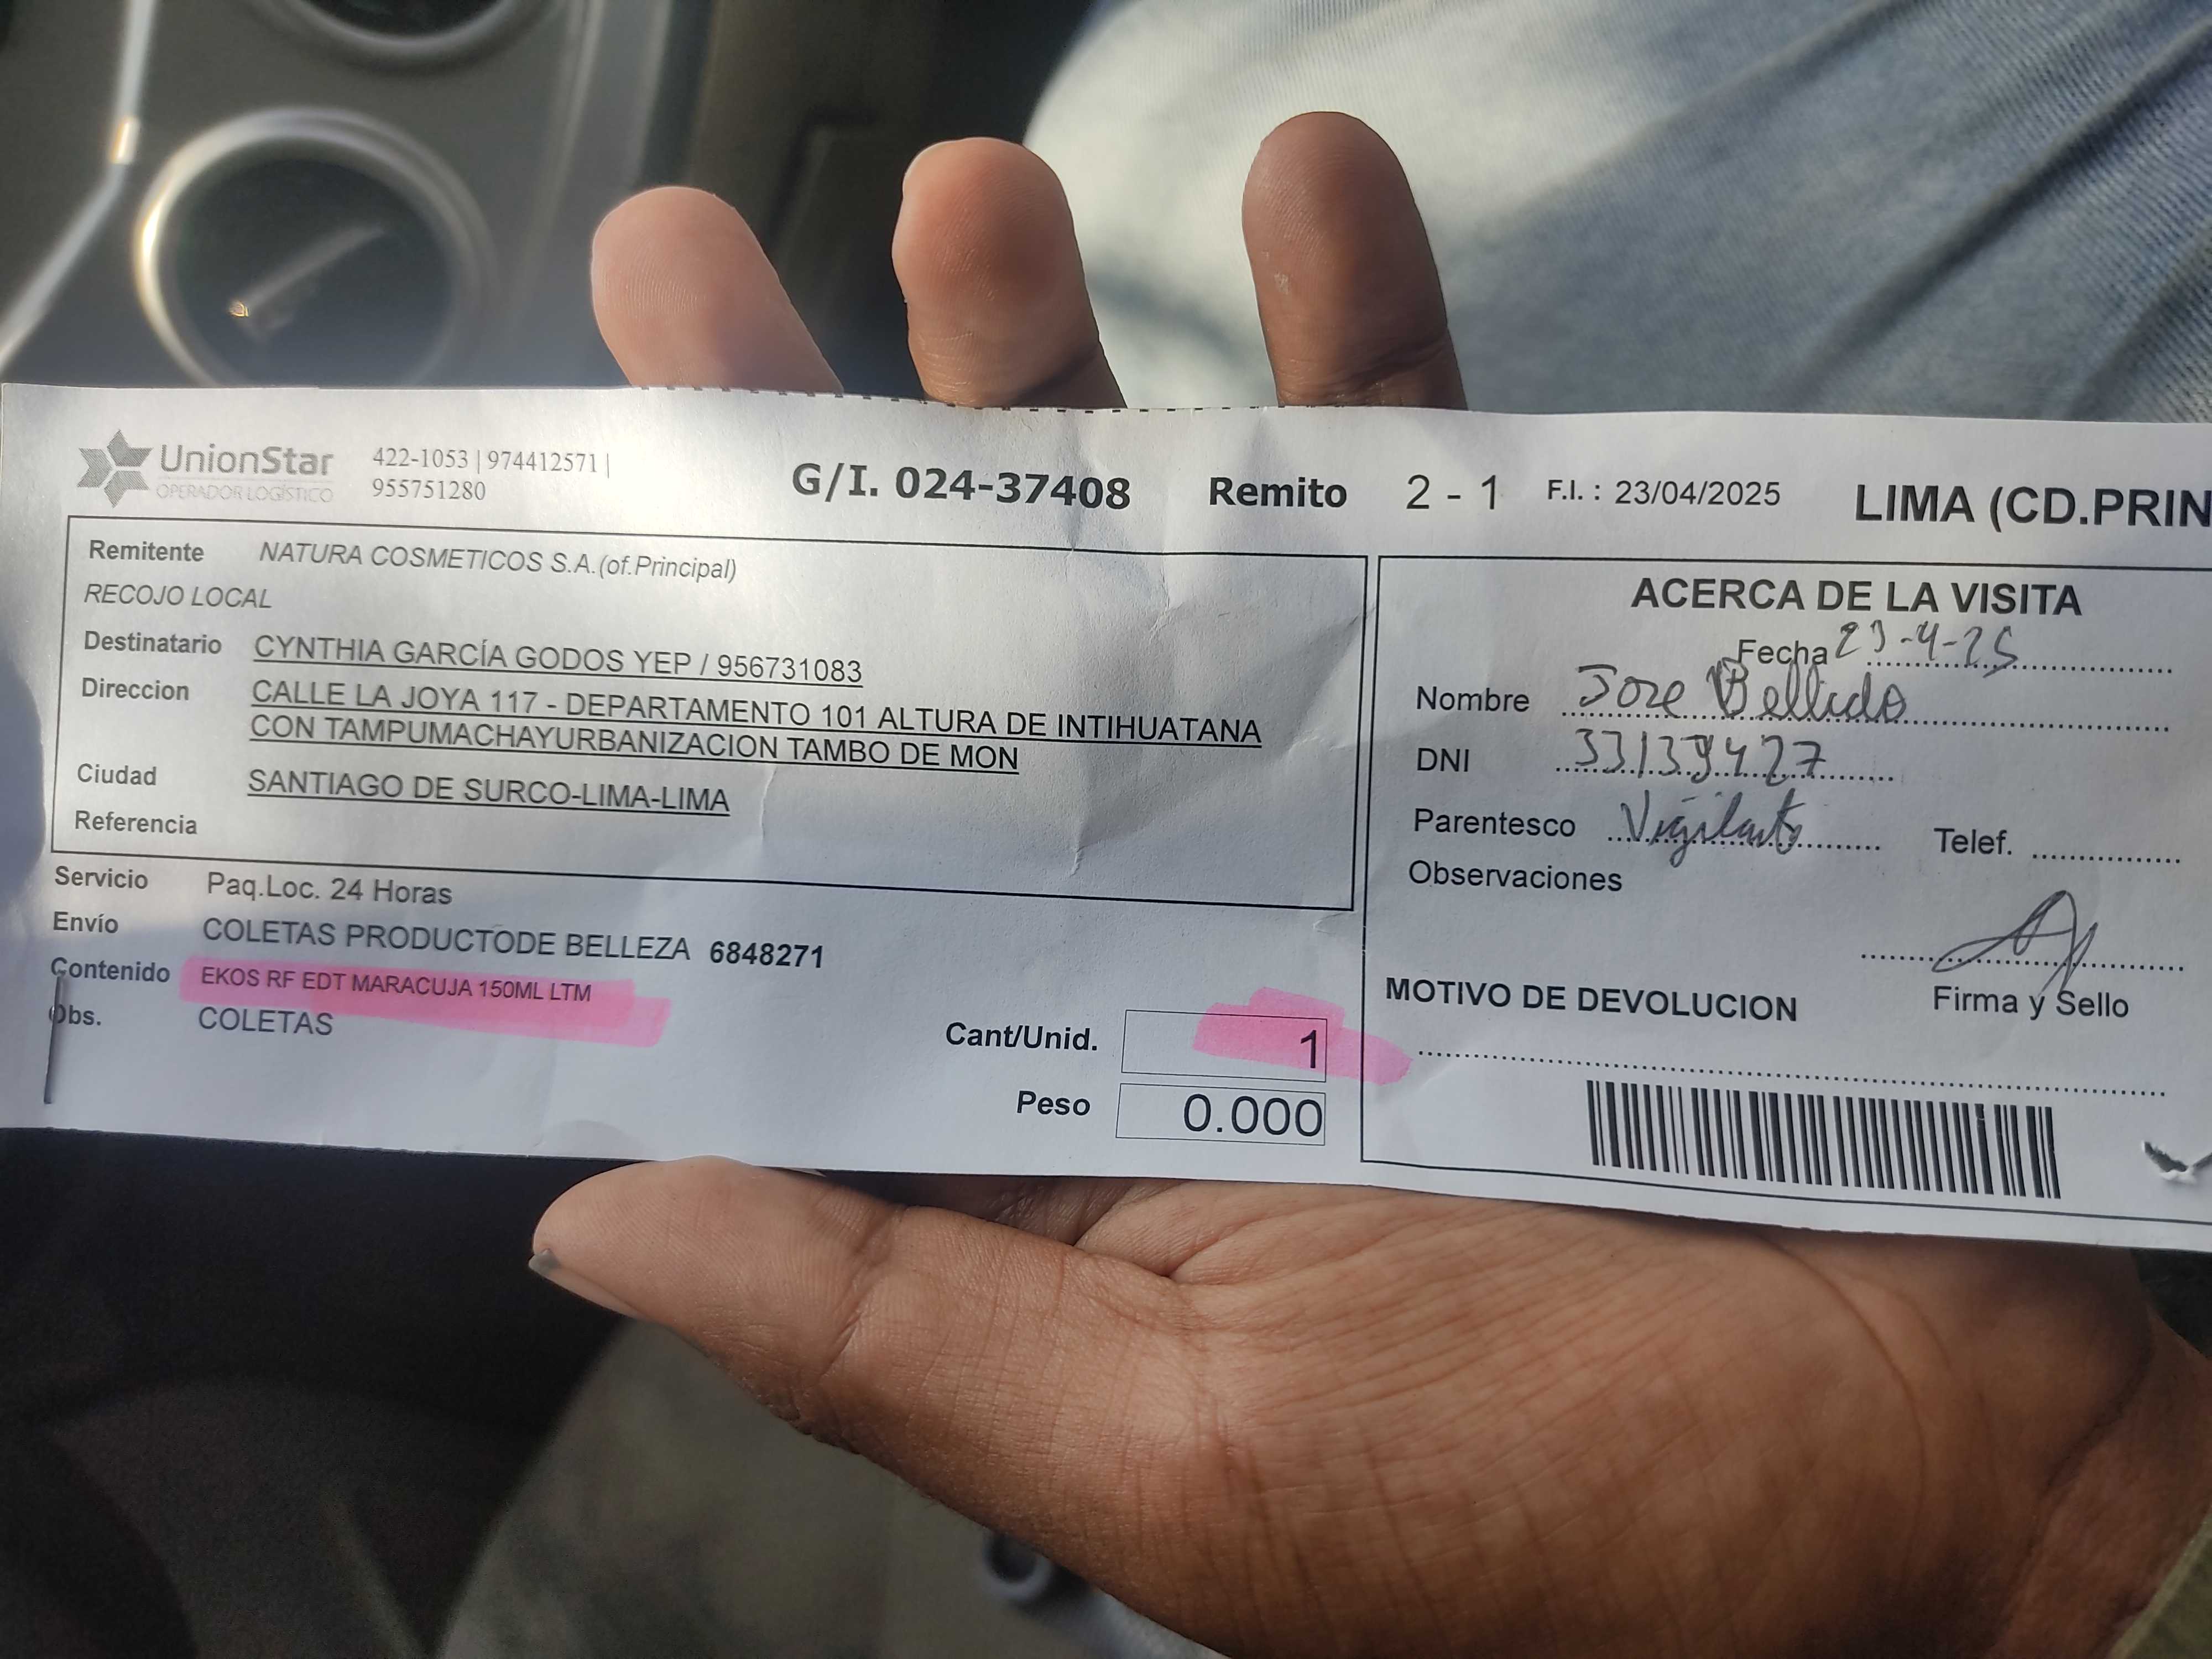 UnionStar
OPERADOR LOGÍSTICO
422-1053 | 974412571 |
955751280
G/I. 024-37408 Remito 2 - 1 F.I. : 23/04/2025 LIMA (CD.PRIN
Remitente NATURA COSMETICOS S.A.(of.Principal)
RECOJO LOCAL
Destinatario CYNTHIA GARCÍA GODOS YEP / 956731083
Direccion CALLE LA JOYA 117 - DEPARTAMENTO 101 ALTURA DE INTIHUATANA
CON TAMPUMACHAYURBANIZACION TAMBO DE MON
Ciudad SANTIAGO DE SURCO-LIMA-LIMA
Referencia
Servicio Paq.Loc. 24 Horas
Envío COLETAS PRODUCTODE BELLEZA 6848271
Contenido EKOS RF EDT MARACUJA 150ML LTM
Obs. COLETAS
Cant/Unid. 1
Peso 0.000
ACERCA DE LA VISITA
Fecha 23-4-25
Nombre Jose Bellido
DNI
Parentesco Vigilante Telef.
Observaciones
Firma y Sello
MOTIVO DE DEVOLUCION